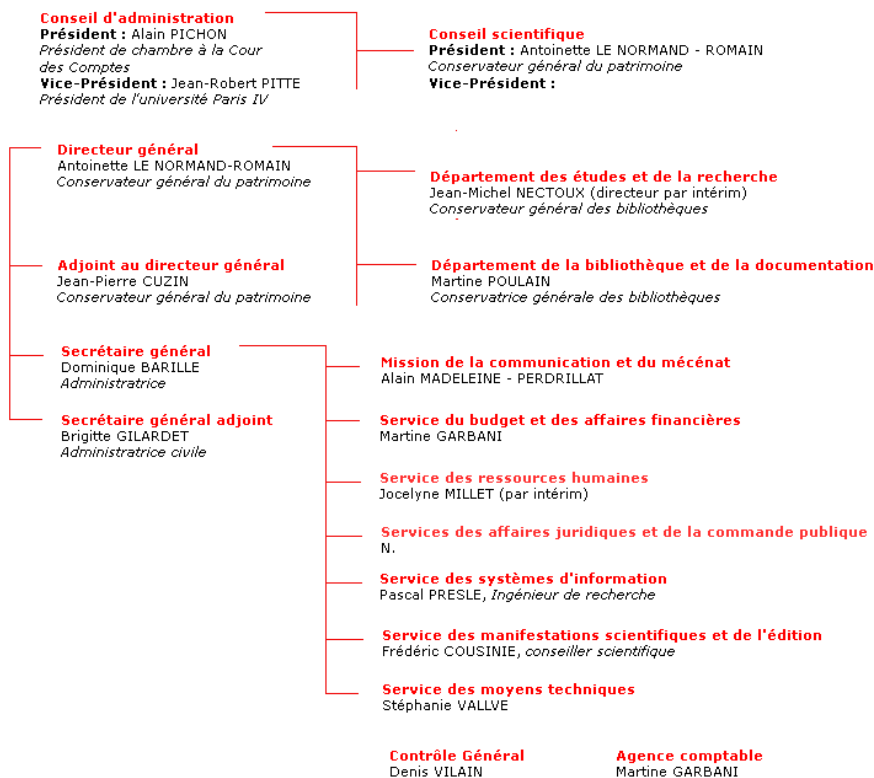 Conseil d'administration
Président : Alain PICHON
Président de chambre à la Cour
des Comptes
Vice-Président : Jean-Robert PITTE
Président de l'université Paris IV
Conseil scientifique
Président : Antoinette LE NORMAND - ROMAIN
Conservateur général du patrimoine
Vice-Président :
Directeur général
Antoinette LE NORMAND-ROMAIN
Conservateur général du patrimoine
Département des études et de la recherche
Jean-Michel NECTOUX (directeur par intérim)
Conservateur général des bibliothèques
Adjoint au directeur général
Jean-Pierre CUZIN
Conservateur général du patrimoine
Département de la bibliothèque et de la documentation
Martine POULAIN
Conservatrice générale des bibliothèques
Secrétaire général
Dominique BARILLE
Administratrice
Secrétaire général adjoint
Brigitte GILARDET
Administratrice civile
Mission de la communication et du mécénat
Alain MADELEINE - PERDRILLAT
Service du budget et des affaires financières
Martine GARBANI
Service des ressources humaines
Jocelyne MILLET (par intérim)
Services des affaires juridiques et de la commande publique
N.
Service des systèmes d'information
Pascal PRESLE, Ingénieur de recherche
Service des manifestations scientifiques et de l'édition
Frédéric COUSINIE, conseiller scientifique
Service des moyens techniques
Stéphanie VALLVE
Contrôle Général
Denis VILAIN
Agence comptable
Martine GARBANI